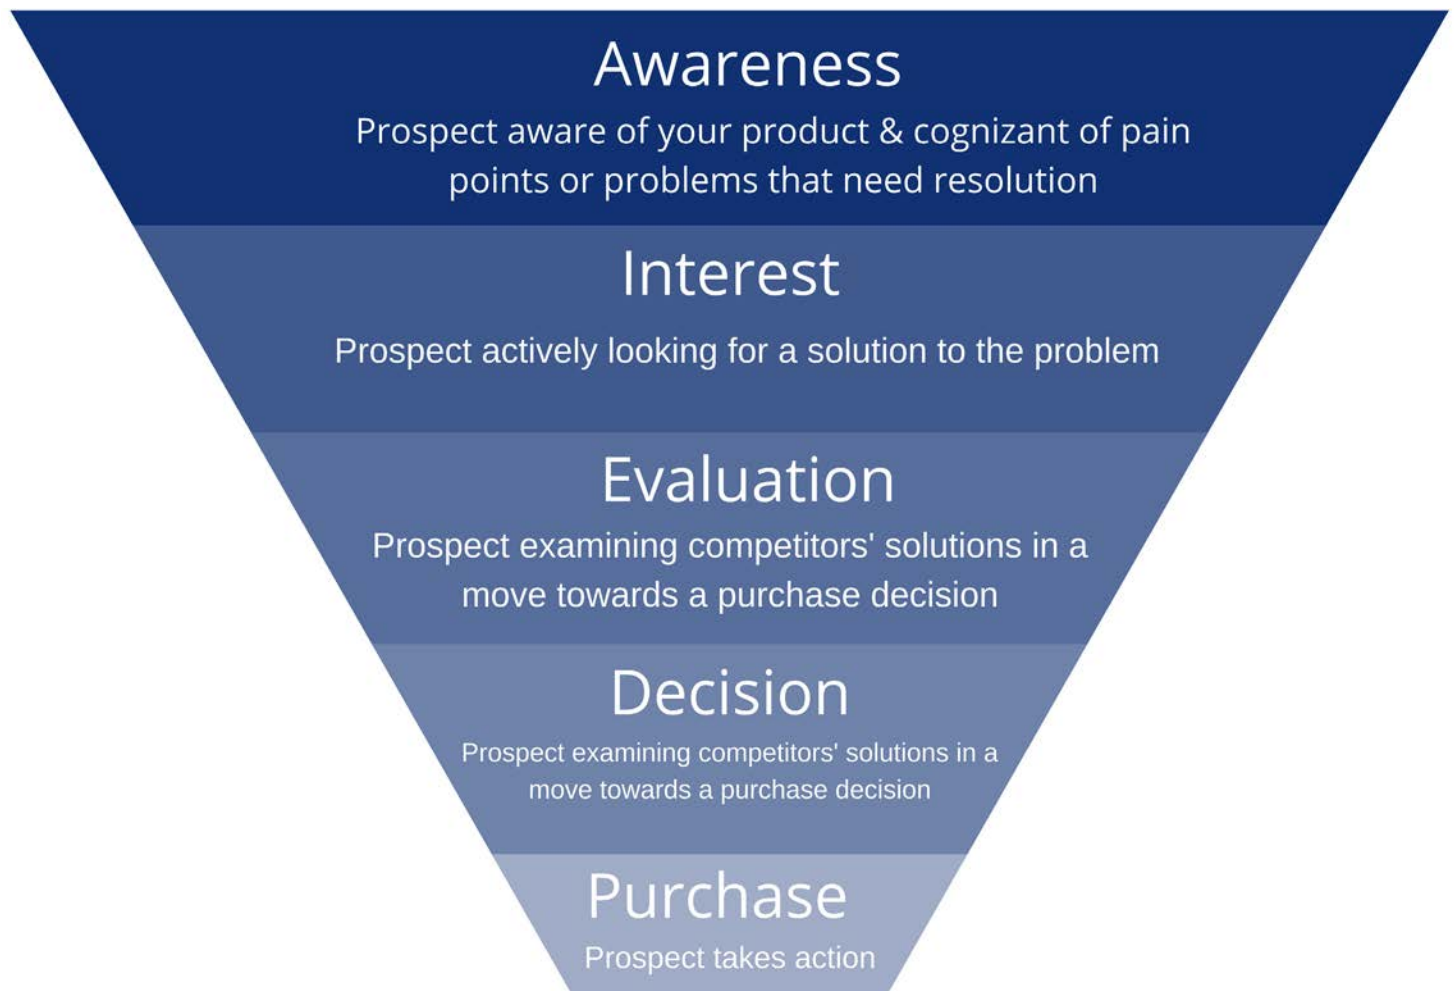 Awareness
Prospect aware of your product & cognizant of pain
points or problems that need resolution
Interest
Prospect actively looking for a solution to the problem
Evaluation
Prospect examining competitors' solutions in a
move towards a purchase decision
Decision
Prospect examining competitors' solutions in a
move towards a purchase decision
Purchase
Prospect takes action